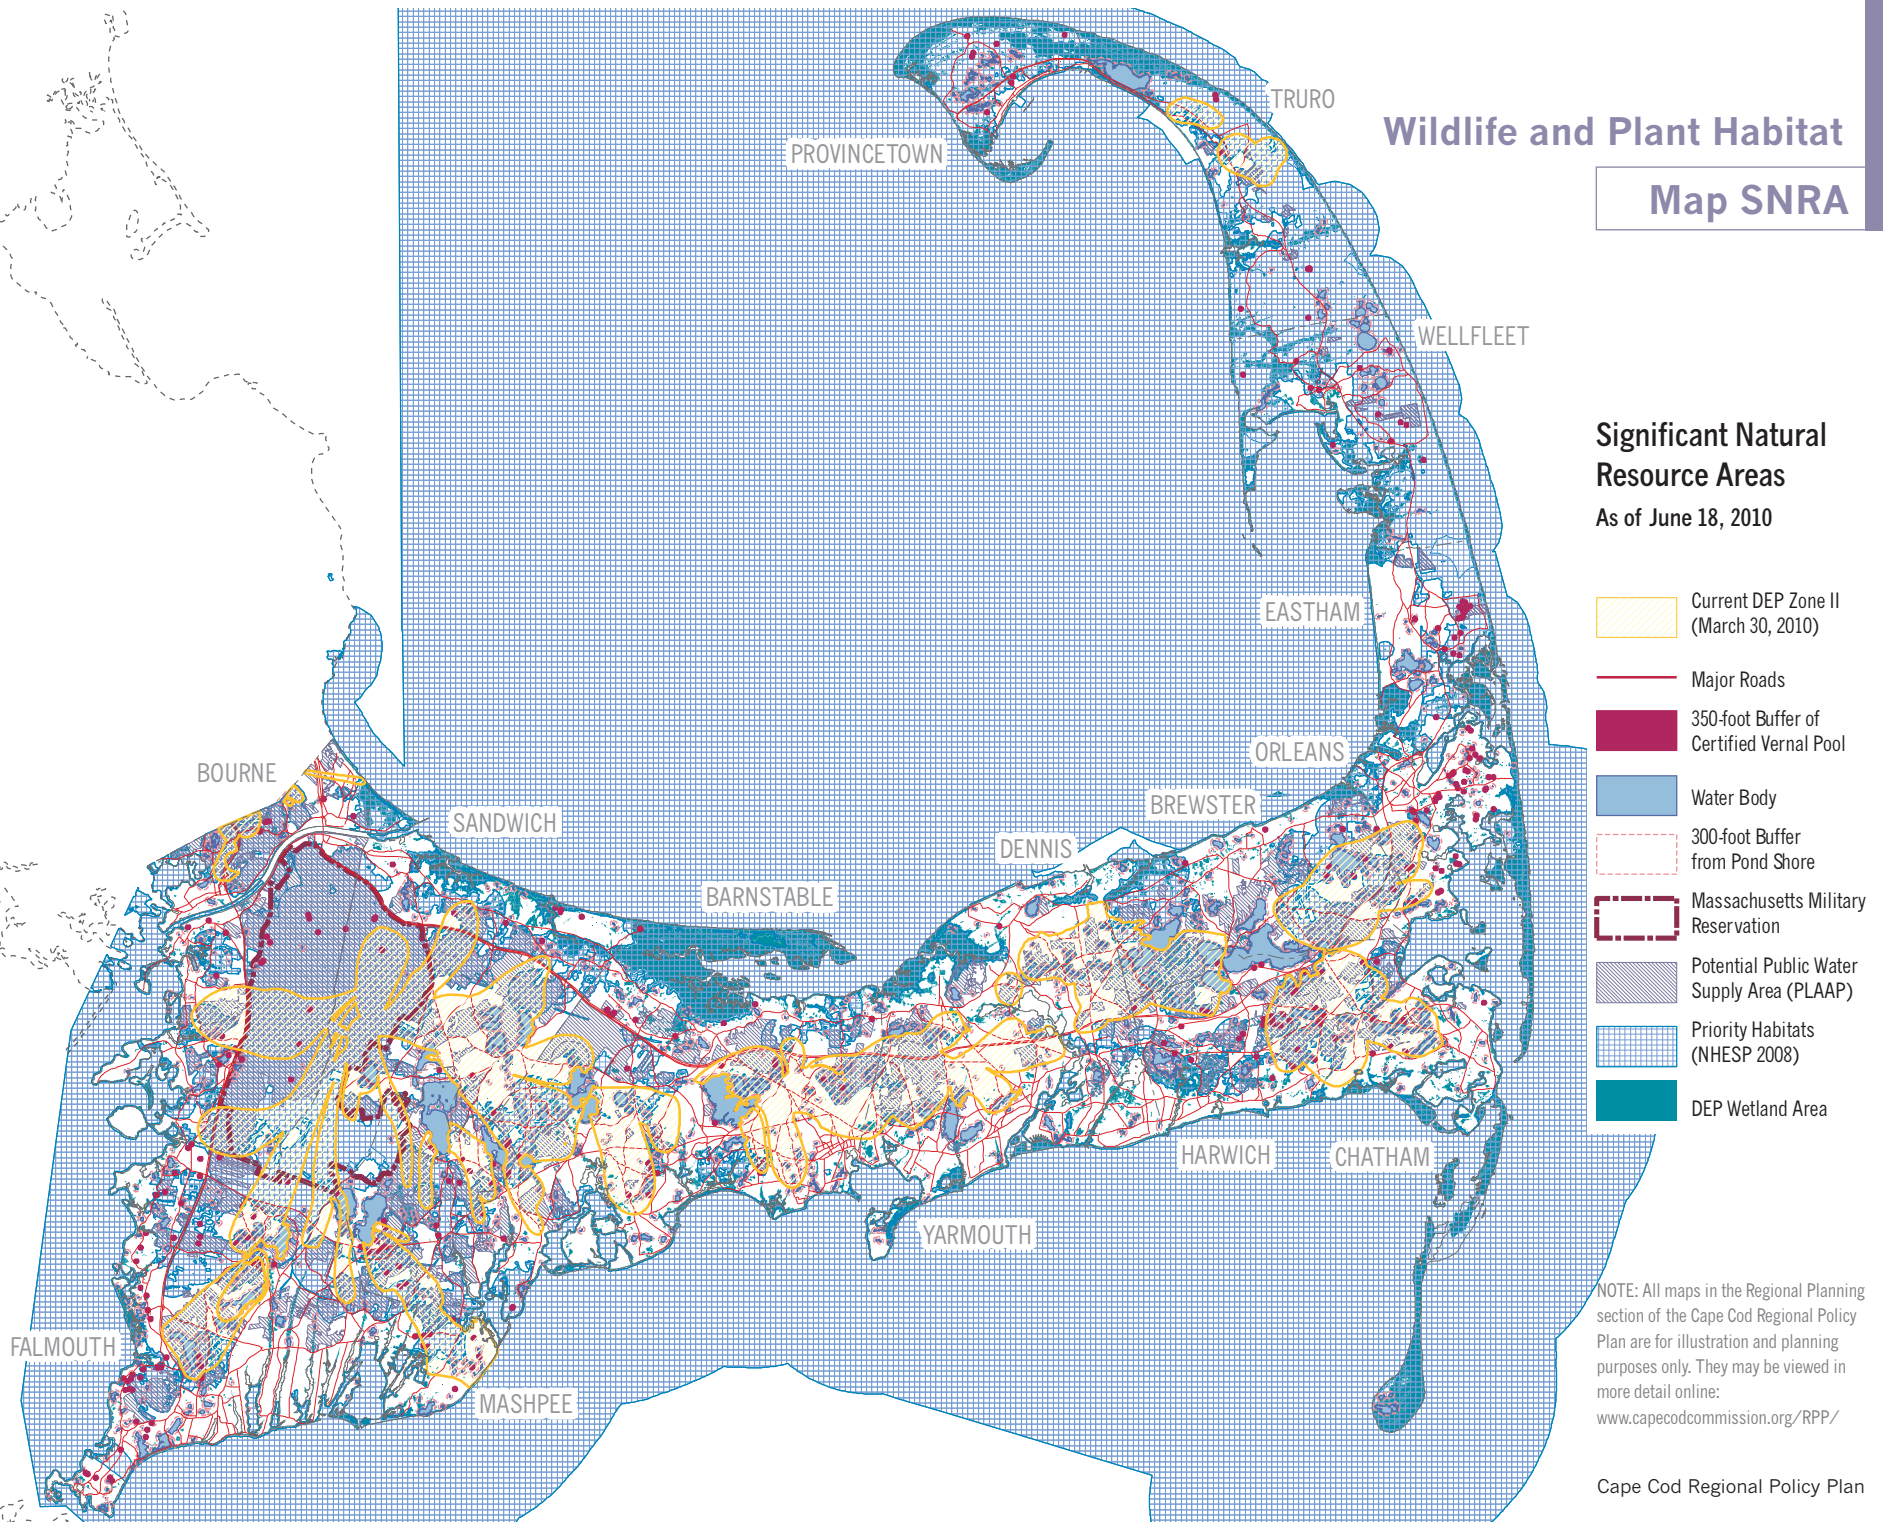 TRURO
Wildlife and Plant Habitat
PROVINCETOWN
Map SNRA
WELLFLEET
Significant Natural
Resource Areas
As of June 18, 2010
EASTHAM
Current DEP Zone II
(March 30, 2010)
Major Roads
350-foot Buffer of
Certified Vernal Pool
Water Body
300-foot Buffer
from Pond Shore
Massachusetts Military
Reservation
Potential Public Water
Supply Area (PLAAP)
Priority Habitats
(NHESP 2008)
DEP Wetland Area
ORLEANS
BOURNE
BREWSTER
SANDWICH
DENNIS
BARNSTABLE
HARWICH
CHATHAM
YARMOUTH
FALMOUTH
MASHPEE
NOTE: All maps in the Regional Planning
section of the Cape Cod Regional Policy
Plan are for illustration and planning
purposes only. They may be viewed in
more detail online:
www.capecodcommission.org/RPP/
Cape Cod Regional Policy Plan